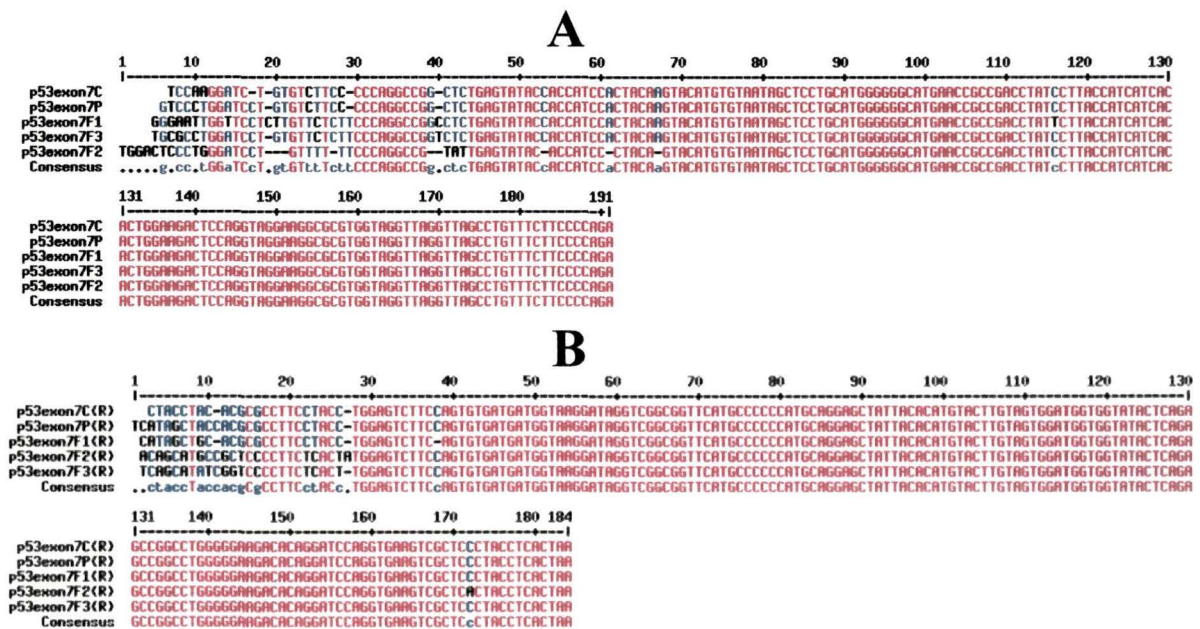 A
1 10 20 30 40 50 60 70 80 90 100 110 120 130
p53exon7C TCCAAGGATC-T-GTGTCTTCC-CCCAGGCCGG-CTCTGAGTATACCACCATCCACTACAAGTACATGTGTAATAGCTCCTGCATGGGGGGCATGAACCGCCGACCTATCCTTACCATCATCAC
p53exon7P GTCCCTGGATCCT-GTGTCTTCC-CCCAGGCCGG-CTCTGAGTATACCACCATCCACTACAAGTACATGTGTAATAGCTCCTGCATGGGGGGCATGAACCGCCGACCTATCCTTACCATCATCAC
p53exon7F1 GGGAATTGGTTCCTCTTGTTCTCTTCCCAGGCCGGCCTCTGAGTATACCACCATCCACTACAAGTACATGTGTAATAGCTCCTGCATGGGGGGCATGAACCGCCGACCTATTCTTACCATCATCAC
p53exon7F3 TGCGCCTGGATCCT-GTGTTCTCTTCCCAGGCCGGTCTCTGAGTATACCACCATCCACTACAAGTACATGTGTAATAGCTCCTGCATGGGGGGCATGAACCGCCGACCTATCCTTACCATCATCAC
p53exon7F2 TGGACTCCCTGGGATCCT---GTTTT-TTCCCAGGCCG--TATTGAGTATAC-ACCATCC-CTACA-GTACATGTGTAATAGCTCCTGCATGGGGGGCATGAACCGCCGACCTATCCTTACCATCATCAC
Consensus .....g.cc.tGGaTCcT.gtGTttTcttCCCAGGCCGg.ctcTGAGTATACcACCATCCaCTACAaGTACATGTGTAATAGCTCCTGCATGGGGGGCATGAACCGCCGACCTATcCTTACCATCATCAC
131 140 150 160 170 180 191
p53exon7C ACTGGAAGACTCCAGGTAGGAAGGCGCGTGGTAGGTTAGGTTAGCCTGTTTCTTCCCCAGA
p53exon7P ACTGGAAGACTCCAGGTAGGAAGGCGCGTGGTAGGTTAGGTTAGCCTGTTTCTTCCCCAGA
p53exon7F1 ACTGGAAGACTCCAGGTAGGAAGGCGCGTGGTAGGTTAGGTTAGCCTGTTTCTTCCCCAGA
p53exon7F3 ACTGGAAGACTCCAGGTAGGAAGGCGCGTGGTAGGTTAGGTTAGCCTGTTTCTTCCCCAGA
p53exon7F2 ACTGGAAGACTCCAGGTAGGAAGGCGCGTGGTAGGTTAGGTTAGCCTGTTTCTTCCCCAGA
Consensus ACTGGAAGACTCCAGGTAGGAAGGCGCGTGGTAGGTTAGGTTAGCCTGTTTCTTCCCCAGA
B
1 10 20 30 40 50 60 70 80 90 100 110 120 130
p53exon7C(R) CTACCTAC-ACGCGCCTTCCTACC-TGGAGTCTTCCAGTGTGATGATGGTAAGGATAGGTCGGCGGTTCATGCCCCCCATGCAGGAGCTATTACACATGTACTTGTAGTGGATGGTGGTATACTCAGA
p53exon7P(R) TCATAGCTACCACGCGCCTTCCTACC-TGGAGTCTTCCAGTGTGATGATGGTAAGGATAGGTCGGCGGTTCATGCCCCCCATGCAGGAGCTATTACACATGTACTTGTAGTGGATGGTGGTATACTCAGA
p53exon7F1(R) CATAGCTGC-ACGCGCCTTCCTACC-TGGAGTCTTC-AGTGTGATGATGGTAAGGATAGGTCGGCGGTTCATGCCCCCCATGCAGGAGCTATTACACATGTACTTGTAGTGGATGGTGGTATACTCAGA
p53exon7F2(R) ACAGCATGCCGCTCCCTTCTCACTATGGAGTCTTCCAGTGTGATGATGGTAAGGATAGGTCGGCGGTTCATGCCCCCCATGCAGGAGCTATTACACATGTACTTGTAGTGGATGGTGGTATACTCAGA
p53exon7F3(R) TCAGCATATCGGTCCCCTTCTCACT-TGGAGTCTTCCAGTGTGATGATGGTAAGGATAGGTCGGCGGTTCATGCCCCCCATGCAGGAGCTATTACACATGTACTTGTAGTGGATGGTGGTATACTCAGA
Consensus ..ctaccTaccacgCgCCTTCctACc.TGGAGTCTTCcAGTGTGATGATGGTAAGGATAGGTCGGCGGTTCATGCCCCCCATGCAGGAGCTATTACACATGTACTTGTAGTGGATGGTGGTATACTCAGA
131 140 150 160 170 180 184
p53exon7C(R) GCCGGCCTGGGGGAAGACACAGGATCCAGGTGAAGTCGCTCCCTACCTCACTAA
p53exon7P(R) GCCGGCCTGGGGGAAGACACAGGATCCAGGTGAAGTCGCTCCCTACCTCACTAA
p53exon7F1(R) GCCGGCCTGGGGGAAGACACAGGATCCAGGTGAAGTCGCTCCCTACCTCACTAA
p53exon7F2(R) GCCGGCCTGGGGGAAGACACAGGATCCAGGTGAAGTCGCTCACTACCTCACTAA
p53exon7F3(R) GCCGGCCTGGGGGAAGACACAGGATCCAGGTGAAGTCGCTCCCTACCTCACTAA
Consensus GCCGGCCTGGGGGAAGACACAGGATCCAGGTGAAGTCGCTCcCTACCTCACTAA